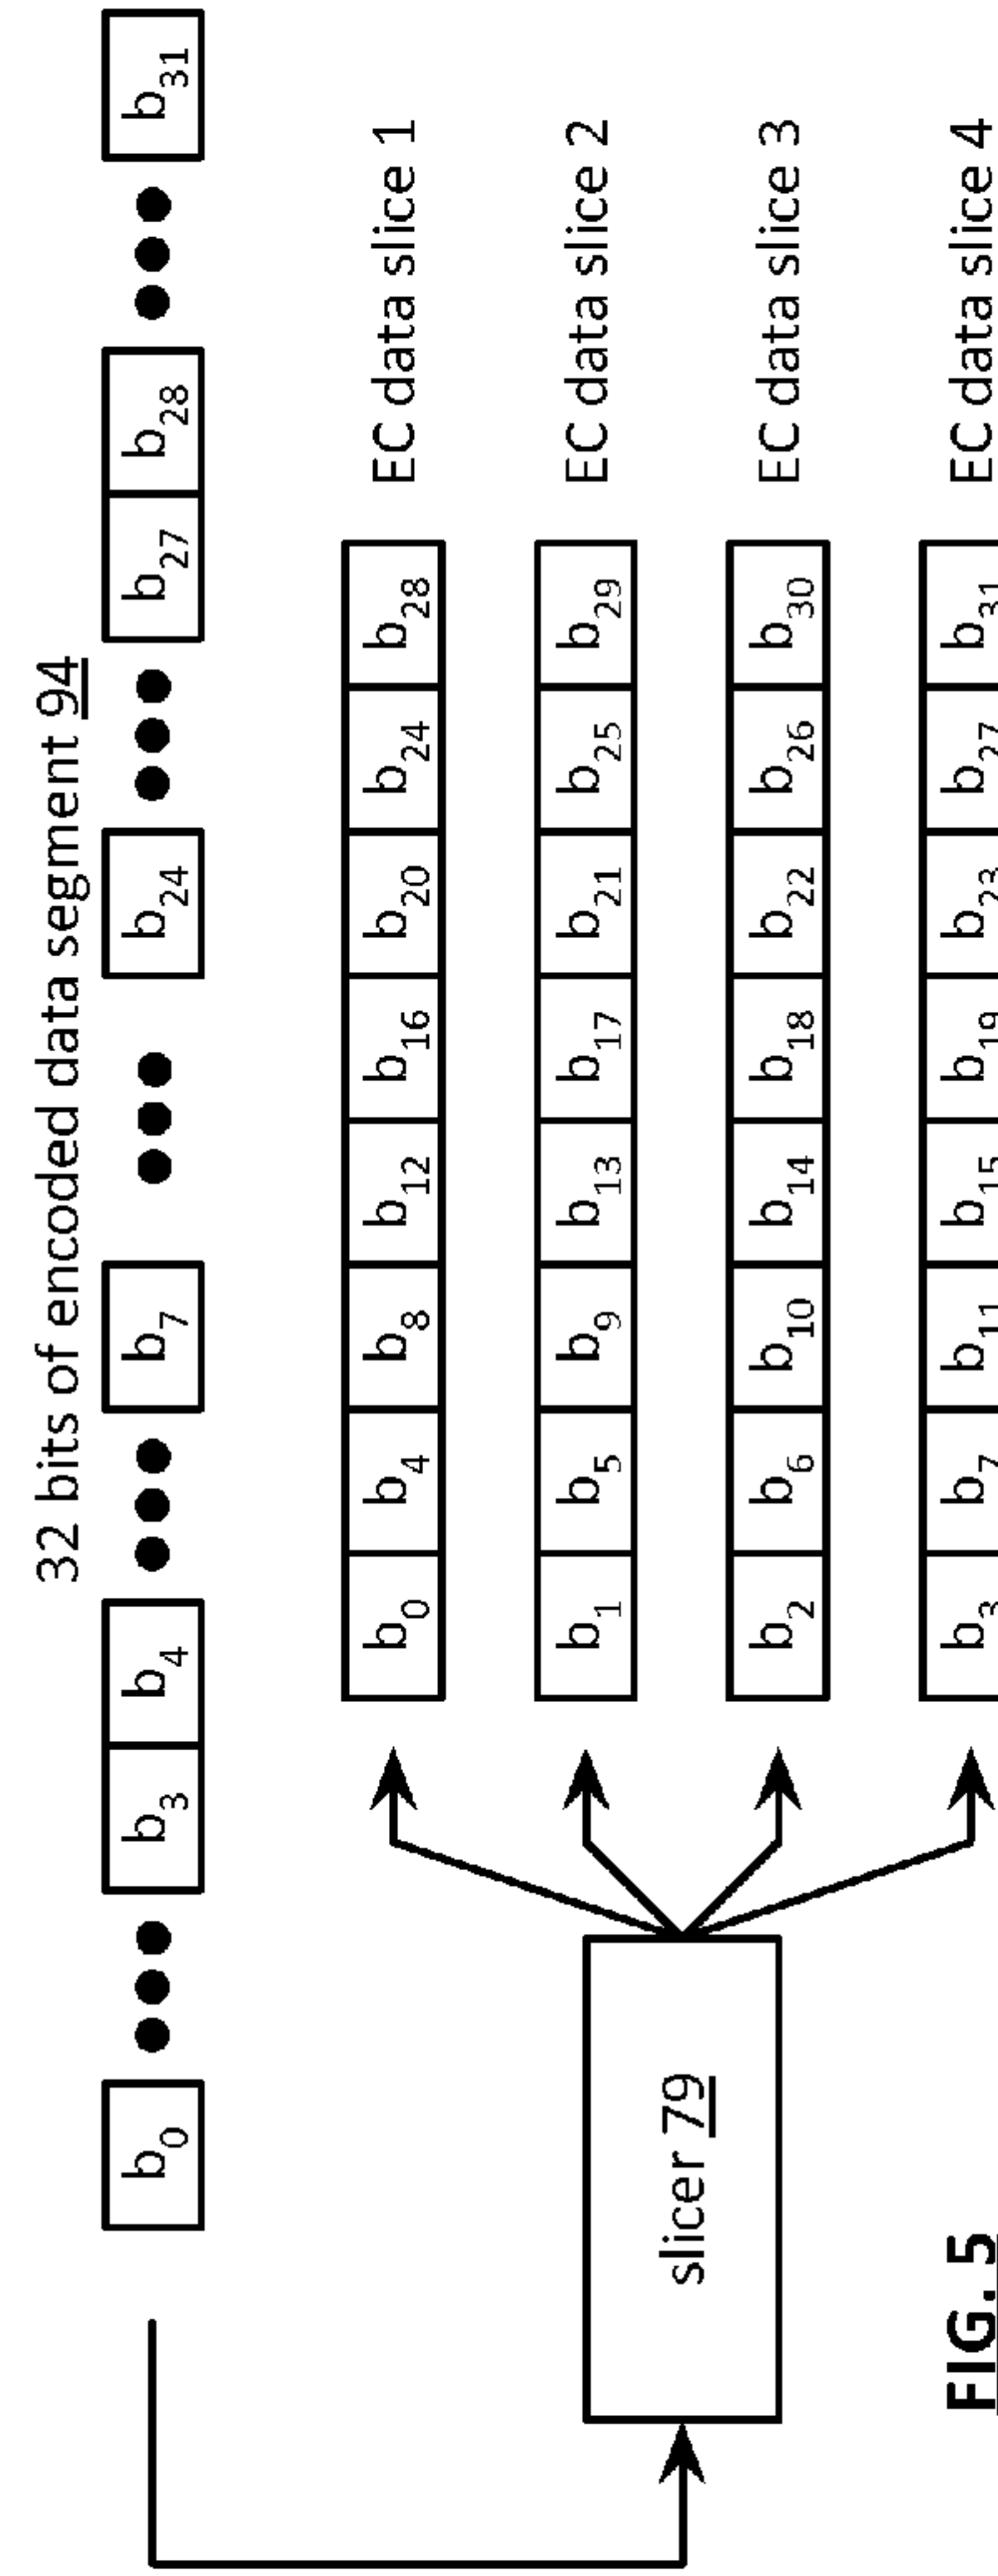 32 bits of encoded data segment 94
b0 ••• b3 b4 ••• b7 ••• b24 ••• b27 b28 ••• b31
b0 b4 b8 b12 b16 b20 b24 b28 EC data slice 1
b1 b5 b9 b13 b17 b21 b25 b29 EC data slice 2
slicer 79
b2 b6 b10 b14 b18 b22 b26 b30 EC data slice 3
b3 b7 b11 b15 b19 b23 b27 b31 EC data slice 4
FIG. 5